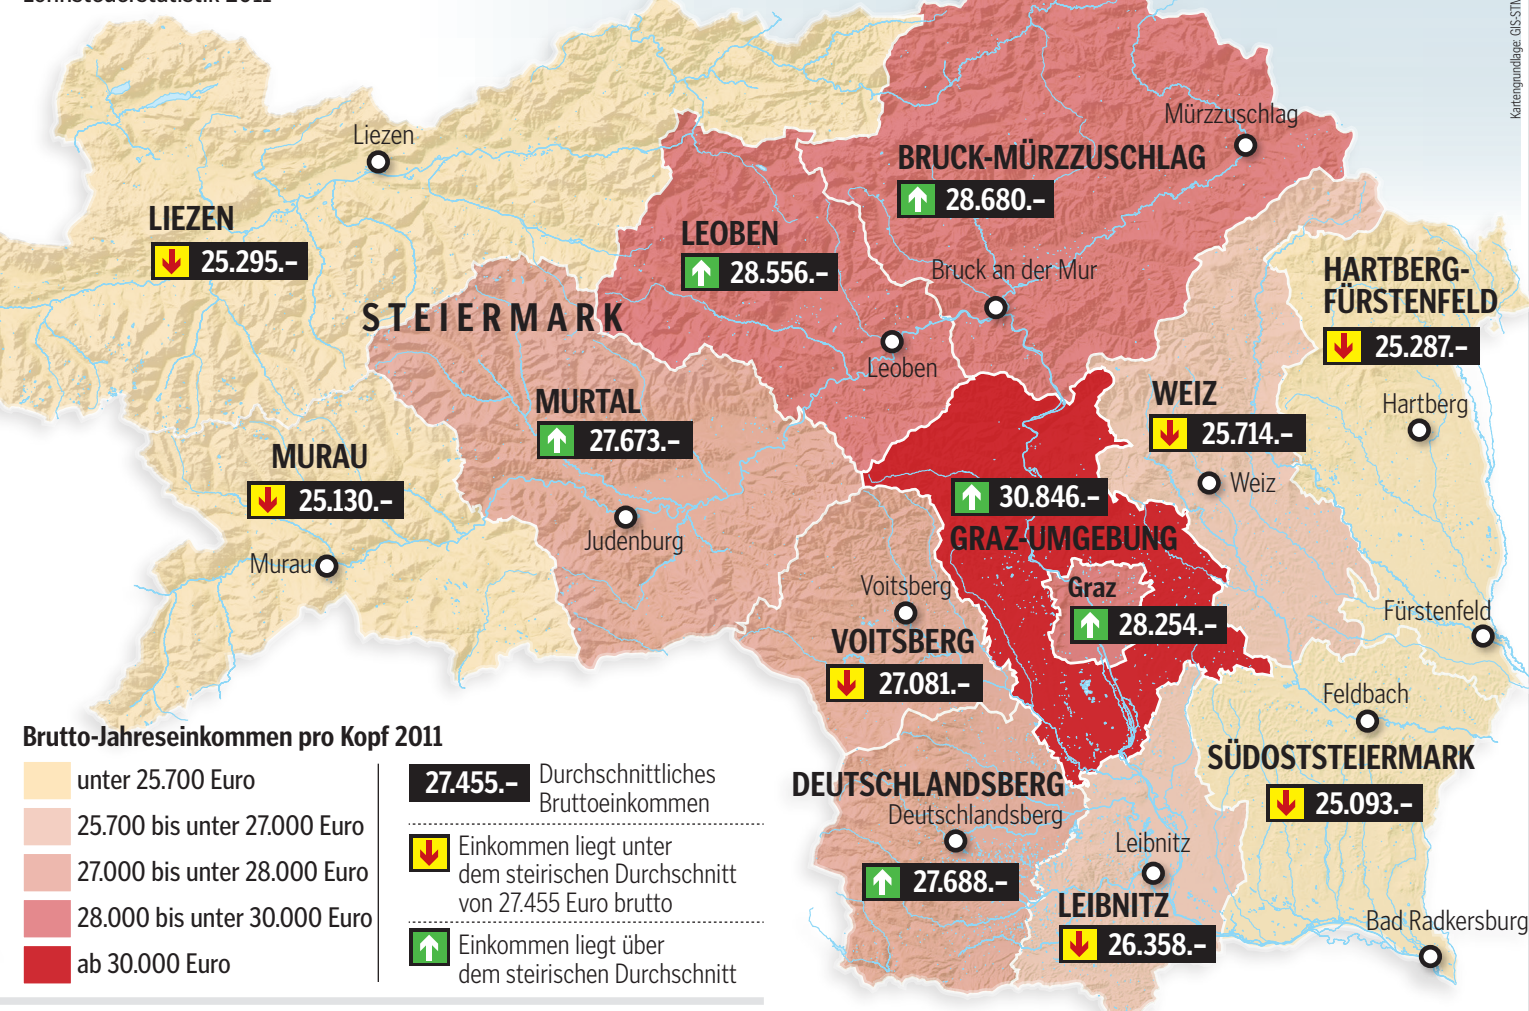 Lohnsteuerstatistik 2011
Kartengrundlage: GIS-STM
Liezen
LIEZEN
25.295.–
STEIERMARK
LEOBEN
28.556.–
Leoben
BRUCK-MÜRZZUSCHLAG
28.680.–
Mürzzuschlag
Bruck an der Mur
HARTBERG-
FÜRSTENFELD
25.287.–
Hartberg
Fürstenfeld
MURTAL
27.673.–
Judenburg
MURAU
25.130.–
Murau
WEIZ
25.714.–
Weiz
30.846.–
GRAZ-UMGEBUNG
Graz
28.254.–
Voitsberg
VOITSBERG
27.081.–
Feldbach
SÜDOSTSTEIERMARK
25.093.–
Bad Radkersburg
DEUTSCHLANDSBERG
Deutschlandsberg
27.688.–
Leibnitz
LEIBNITZ
26.358.–
Brutto-Jahreseinkommen pro Kopf 2011
unter 25.700 Euro
25.700 bis unter 27.000 Euro
27.000 bis unter 28.000 Euro
28.000 bis unter 30.000 Euro
ab 30.000 Euro
27.455.–
Durchschnittliches
Bruttoeinkommen
Einkommen liegt unter
dem steirischen Durchschnitt
von 27.455 Euro brutto
Einkommen liegt über
dem steirischen Durchschnitt